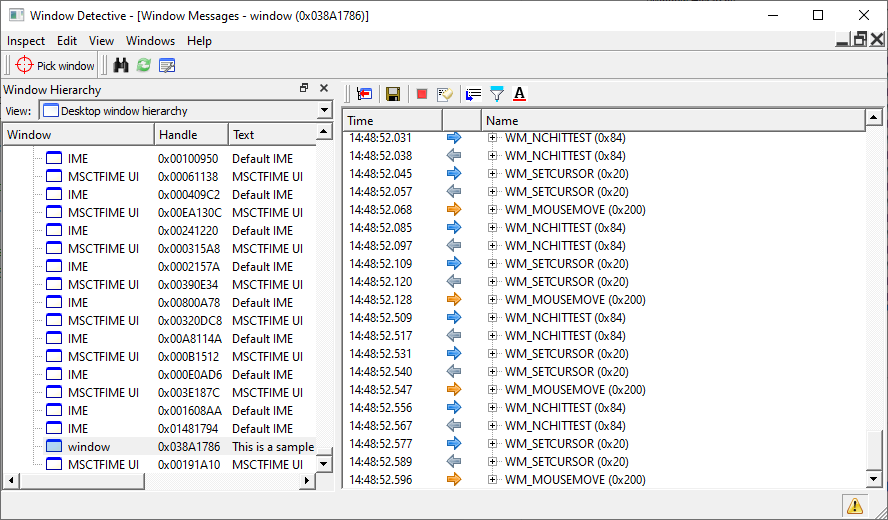 Window Detective - [Window Messages - window (0x038A1786)]
Inspect Edit View Windows Help
Pick window
Window Hierarchy
View: Desktop window hierarchy
Window Handle Text
IME 0x00100950 Default IME
MSCTFIME UI 0x00061138 MSCTFIME UI
IME 0x000409C2 Default IME
MSCTFIME UI 0x00EA130C MSCTFIME UI
IME 0x00241220 Default IME
MSCTFIME UI 0x000315A8 MSCTFIME UI
IME 0x0002157A Default IME
MSCTFIME UI 0x00390E34 MSCTFIME UI
IME 0x00800A78 Default IME
MSCTFIME UI 0x00320DC8 MSCTFIME UI
IME 0x00A8114A Default IME
MSCTFIME UI 0x000B1512 MSCTFIME UI
IME 0x000E0AD6 Default IME
MSCTFIME UI 0x003E187C MSCTFIME UI
IME 0x001608AA Default IME
IME 0x01481794 Default IME
window 0x038A1786 This is a sample
MSCTFIME UI 0x00191A10 MSCTFIME UI
A
Time Name
14:48:52.031 WM_NCHITTEST (0x84)
14:48:52.038 WM_NCHITTEST (0x84)
14:48:52.045 WM_SETCURSOR (0x20)
14:48:52.057 WM_SETCURSOR (0x20)
14:48:52.068 WM_MOUSEMOVE (0x200)
14:48:52.085 WM_NCHITTEST (0x84)
14:48:52.097 WM_NCHITTEST (0x84)
14:48:52.109 WM_SETCURSOR (0x20)
14:48:52.120 WM_SETCURSOR (0x20)
14:48:52.128 WM_MOUSEMOVE (0x200)
14:48:52.509 WM_NCHITTEST (0x84)
14:48:52.517 WM_NCHITTEST (0x84)
14:48:52.531 WM_SETCURSOR (0x20)
14:48:52.540 WM_SETCURSOR (0x20)
14:48:52.547 WM_MOUSEMOVE (0x200)
14:48:52.556 WM_NCHITTEST (0x84)
14:48:52.567 WM_NCHITTEST (0x84)
14:48:52.577 WM_SETCURSOR (0x20)
14:48:52.589 WM_SETCURSOR (0x20)
14:48:52.596 WM_MOUSEMOVE (0x200)